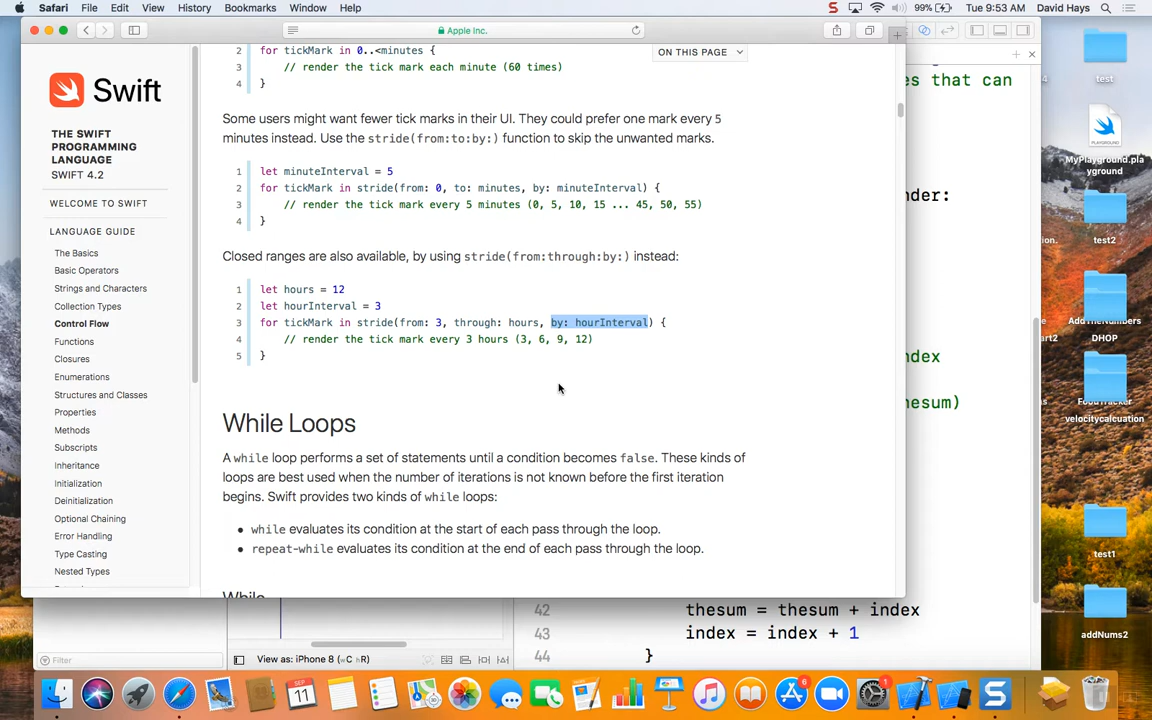 Safari File Edit View History Bookmarks Window Help
99% Tue 9:53 AM David Hays
Apple Inc.
Swift
THE SWIFT
PROGRAMMING
LANGUAGE
SWIFT 4.2
WELCOME TO SWIFT
LANGUAGE GUIDE
The Basics
Basic Operators
Strings and Characters
Collection Types
Control Flow
Functions
Closures
Enumerations
Structures and Classes
Properties
Methods
Subscripts
Inheritance
Initialization
Deinitialization
Optional Chaining
Error Handling
Type Casting
Nested Types
ON THIS PAGE
2 for tickMark in 0..<minutes {
3 // render the tick mark each minute (60 times)
4 }
Some users might want fewer tick marks in their UI. They could prefer one mark every 5
minutes instead. Use the stride(from:to:by:) function to skip the unwanted marks.
1 let minuteInterval = 5
2 for tickMark in stride(from: 0, to: minutes, by: minuteInterval) {
3 // render the tick mark every 5 minutes (0, 5, 10, 15 ... 45, 50, 55)
4 }
Closed ranges are also available, by using stride(from:through:by:) instead:
1 let hours = 12
2 let hourInterval = 3
3 for tickMark in stride(from: 3, through: hours, by: hourInterval) {
4 // render the tick mark every 3 hours (3, 6, 9, 12)
5 }
While Loops
A while loop performs a set of statements until a condition becomes false. These kinds of
loops are best used when the number of iterations is not known before the first iteration
begins. Swift provides two kinds of while loops:
• while evaluates its condition at the start of each pass through the loop.
• repeat-while evaluates its condition at the end of each pass through the loop.
While
es that can
nder:
ndex
hesum)
42 thesum = thesum + index
43 index = index + 1
44 }
Filter
View as: iPhone 8 (wC hR)
test
MyPlayground.pla
yground
test2
AddTheNumbers
DHOP
FoodTracker
velocitycalcuation
test1
addNums2
SEP
11
6
1